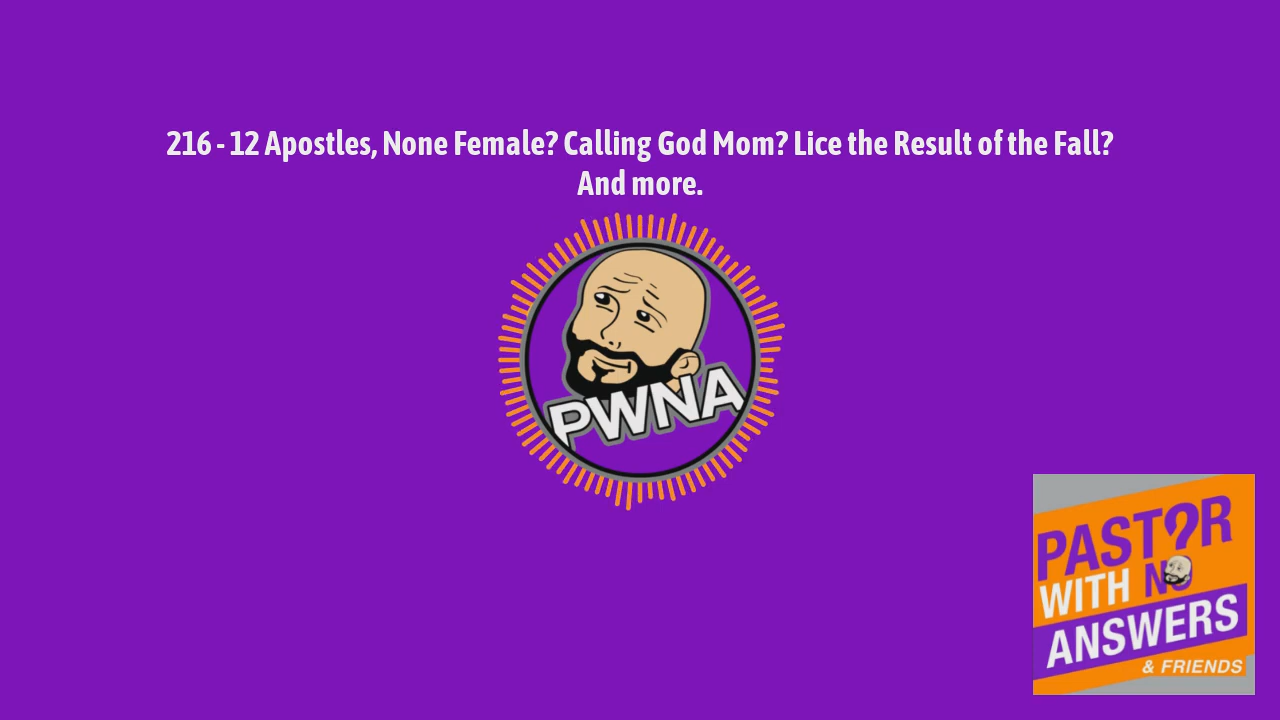 216 - 12 Apostles, None Female? Calling God Mom? Lice the Result of the Fall?
And more.
PWNA
PAST?R
WITH NO
ANSWERS
& FRIENDS